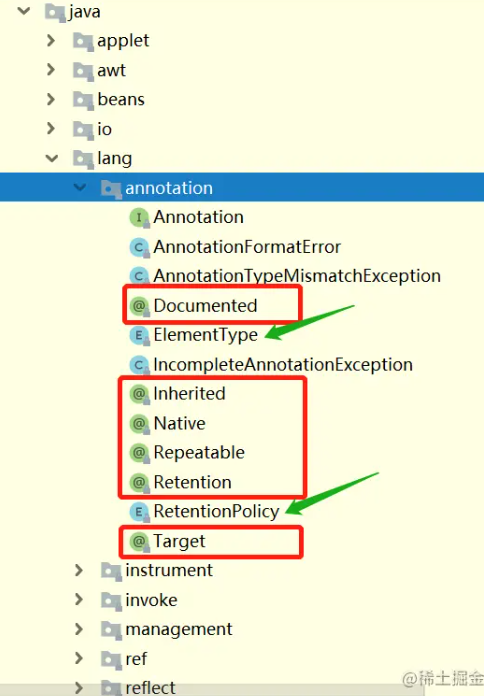 java
applet
awt
beans
io
lang
annotation
I Annotation
C AnnotationFormatError
C AnnotationTypeMismatchException
@ Documented
E ElementType
C IncompleteAnnotationException
@ Inherited
@ Native
@ Repeatable
@ Retention
E RetentionPolicy
@ Target
instrument
invoke
management
ref
reflect
@稀土掘金